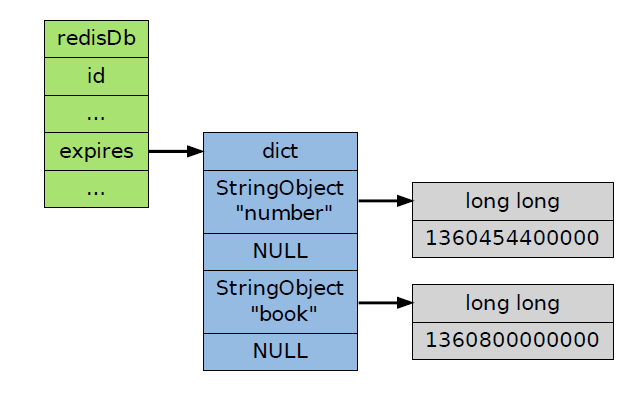 redisDb
id
...
expires
...
dict
StringObject
"number"
NULL
StringObject
"book"
NULL
long long
1360454400000
long long
1360800000000